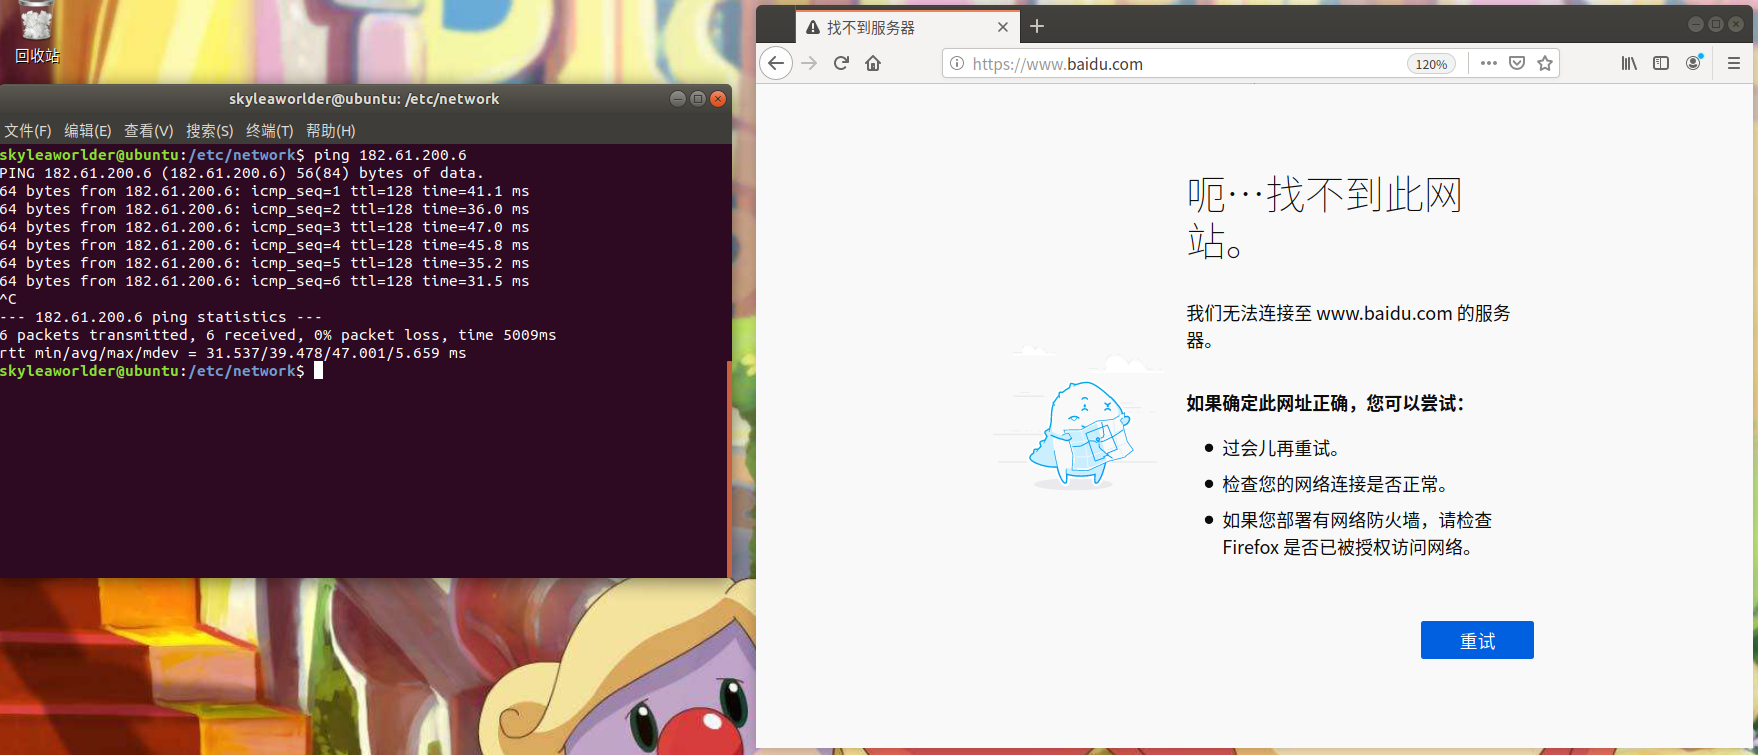 回收站
skyleaworlder@ubuntu: /etc/network
文件(F) 编辑(E) 查看(V) 搜索(S) 终端(T) 帮助(H)
skyleaworlder@ubuntu:/etc/network$ ping 182.61.200.6
PING 182.61.200.6 (182.61.200.6) 56(84) bytes of data.
64 bytes from 182.61.200.6: icmp_seq=1 ttl=128 time=41.1 ms
64 bytes from 182.61.200.6: icmp_seq=2 ttl=128 time=36.0 ms
64 bytes from 182.61.200.6: icmp_seq=3 ttl=128 time=47.0 ms
64 bytes from 182.61.200.6: icmp_seq=4 ttl=128 time=45.8 ms
64 bytes from 182.61.200.6: icmp_seq=5 ttl=128 time=35.2 ms
64 bytes from 182.61.200.6: icmp_seq=6 ttl=128 time=31.5 ms
^C
--- 182.61.200.6 ping statistics ---
6 packets transmitted, 6 received, 0% packet loss, time 5009ms
rtt min/avg/max/mdev = 31.537/39.478/47.001/5.659 ms
skyleaworlder@ubuntu:/etc/network$
找不到服务器
https://www.baidu.com 120%
呃…找不到此网
站。
我们无法连接至 www.baidu.com 的服务
器。
如果确定此网址正确，您可以尝试：
过会儿再重试。
检查您的网络连接是否正常。
如果您部署有网络防火墙，请检查
Firefox 是否已被授权访问网络。
重试